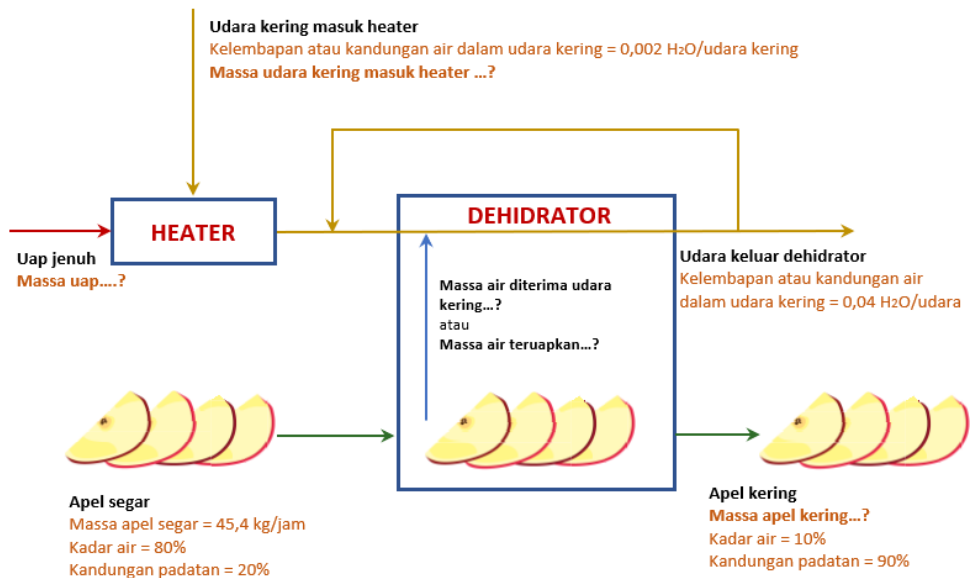 Udara kering masuk heater
Kelembapan atau kandungan air dalam udara kering = 0,002 H₂O/udara kering
Massa udara kering masuk heater ...?
HEATER
DEHIDRATOR
Uap jenuh
Massa uap....?
Massa air diterima udara
kering...?
atau
Massa air teruapkan...?
Udara keluar dehidrator
Kelembapan atau kandungan air
dalam udara kering = 0,04 H₂O/udara
Apel segar
Massa apel segar = 45,4 kg/jam
Kadar air = 80%
Kandungan padatan = 20%
Apel kering
Massa apel kering...?
Kadar air = 10%
Kandungan padatan = 90%